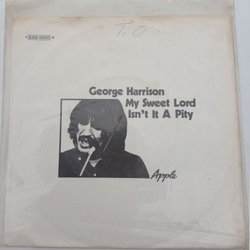 T.O
George Harrison
My Sweet Lord
Isn't It A Pity
Apple